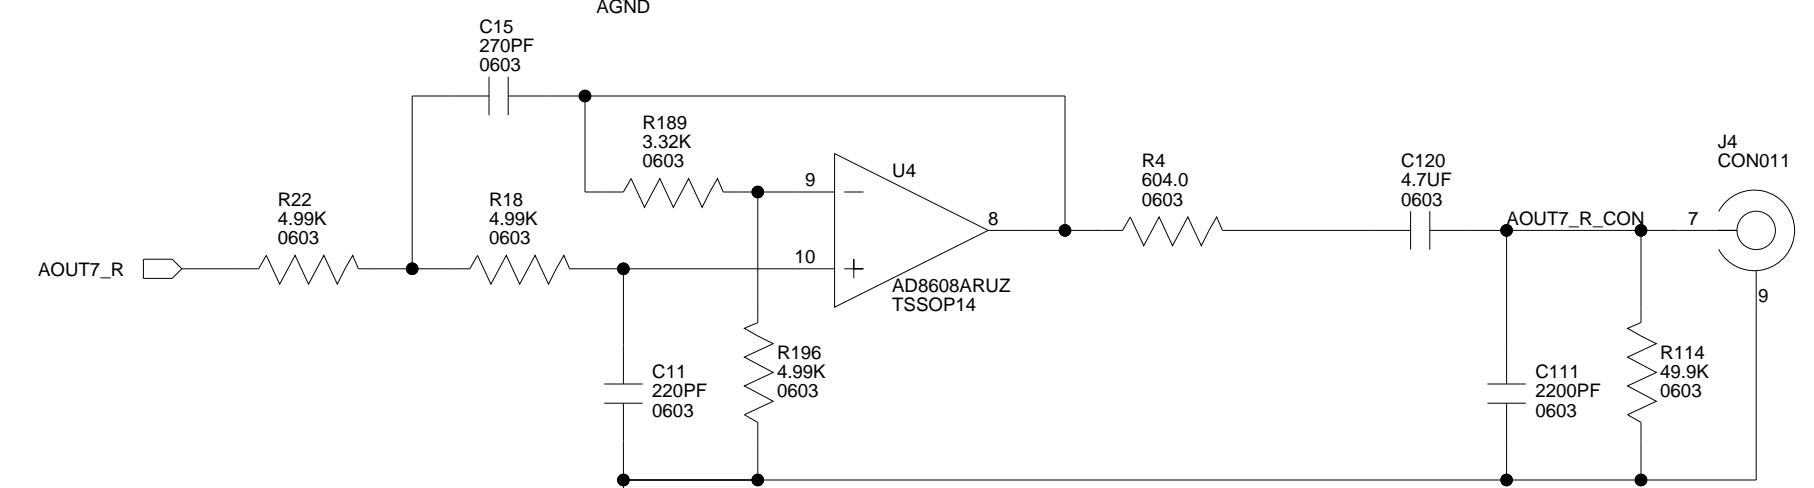 AGND
C15
270PF
0603
R189
3.32K
0603
R22
4.99K
0603
R18
4.99K
0603
9
10
U4
8
AD8608ARUZ
TSSOP14
R4
604.0
0603
C120
4.7UF
0603
J4
CON011
AOUT7_R_CON
7
9
AOUT7_R
C11
220PF
0603
R196
4.99K
0603
C111
2200PF
0603
R114
49.9K
0603